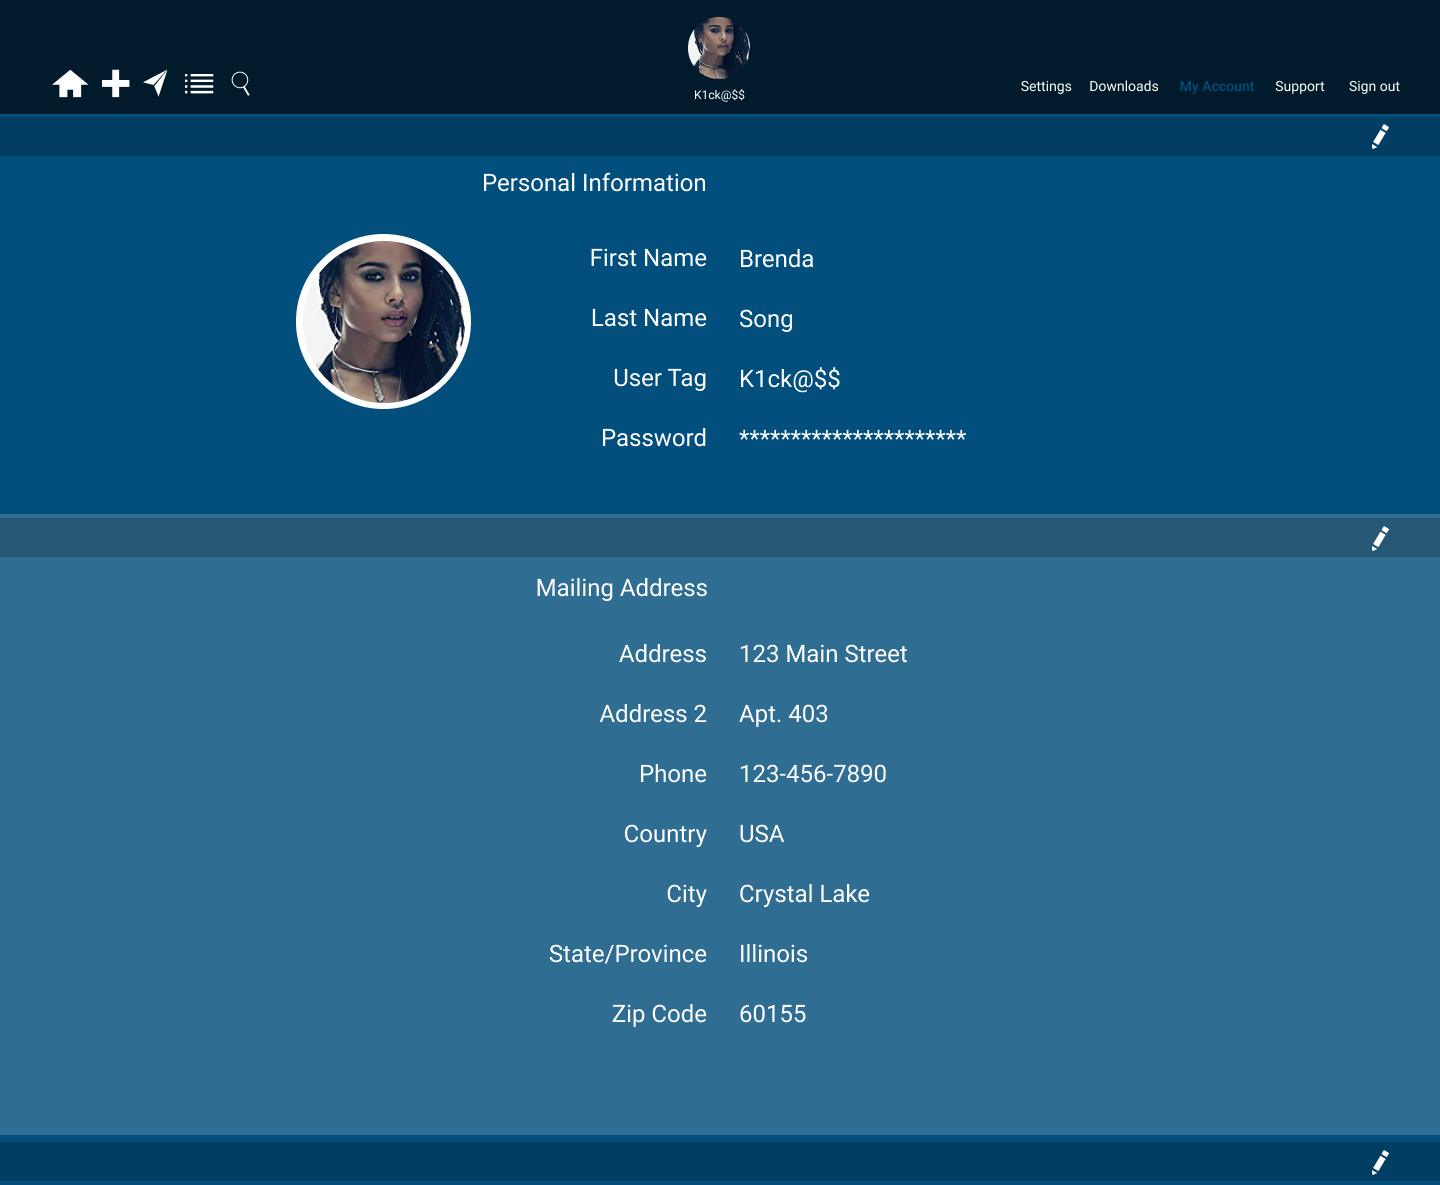 K1ck@$$
Settings Downloads My Account Support Sign out
Personal Information
First Name Brenda
Last Name Song
User Tag K1ck@$$
Password **********************
Mailing Address
Address 123 Main Street
Address 2 Apt. 403
Phone 123-456-7890
Country USA
City Crystal Lake
State/Province Illinois
Zip Code 60155